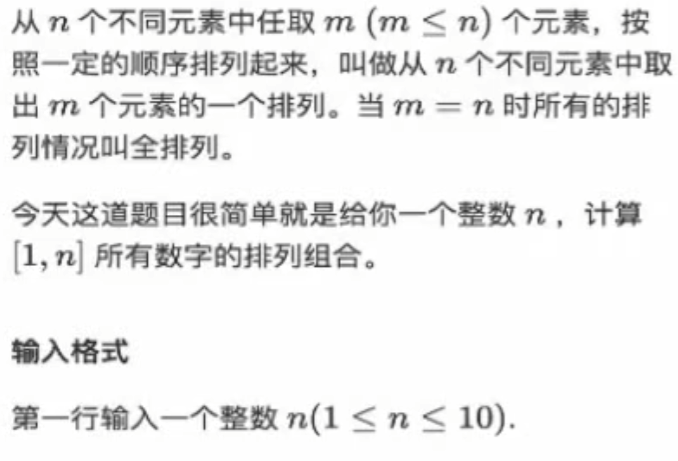 从 n 个不同元素中任取 m (m ≤ n) 个元素，按
照一定的顺序排列起来，叫做从 n 个不同元素中取
出 m 个元素的一个排列。当 m = n 时所有的排
列情况叫全排列。
今天这道题目很简单就是给你一个整数 n ，计算
[1, n] 所有数字的排列组合。
输入格式
第一行输入一个整数 n(1 ≤ n ≤ 10).